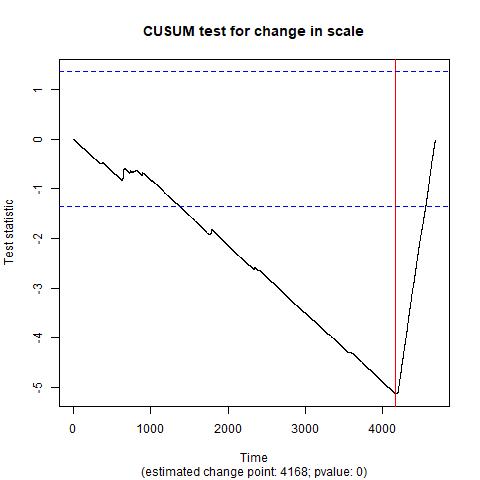 CUSUM test for change in scale
Test statistic
1
0
-1
-2
-3
-4
-5
0 1000 2000 3000 4000
Time
(estimated change point: 4168; pvalue: 0)